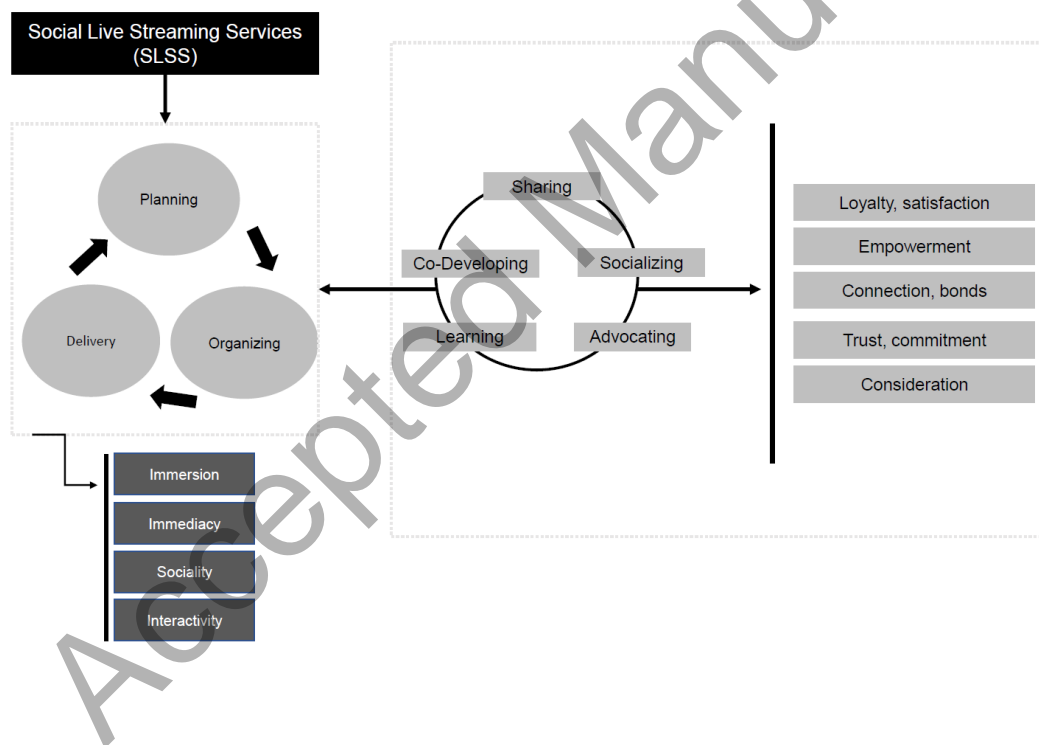 Social Live Streaming Services
(SLSS)
Planning
Delivery
Organizing
Immersion
Immediacy
Sociality
Interactivity
Sharing
Co-Developing
Socializing
Learning
Advocating
Loyalty, satisfaction
Empowerment
Connection, bonds
Trust, commitment
Consideration
Accepted Manu